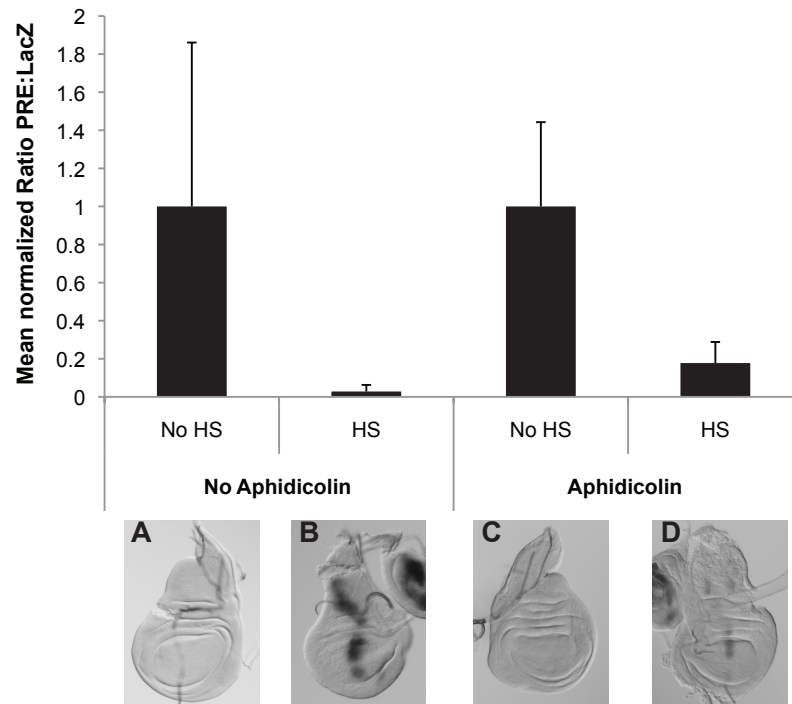 Mean normalized Ratio PRE:LacZ
2
1.8
1.6
1.4
1.2
1
0.8
0.6
0.4
0.2
0
No HS HS No HS HS
No Aphidicolin Aphidicolin
A B C D